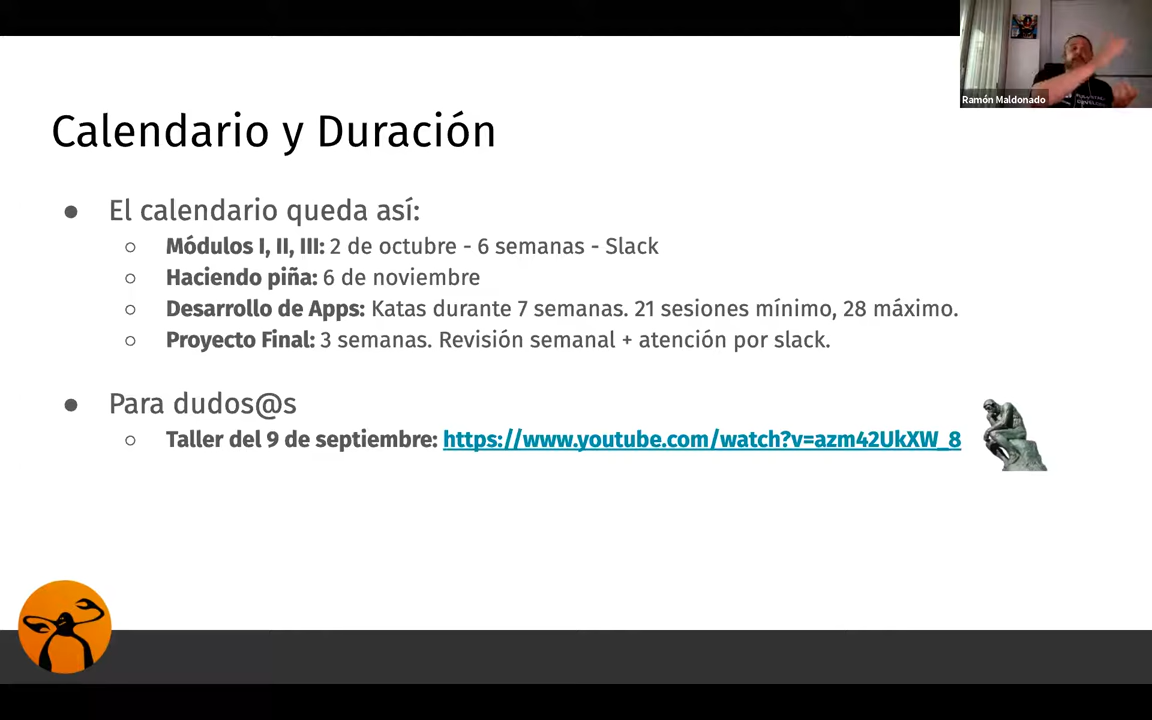 Ramón Maldonado
Calendario y Duración
● El calendario queda así:
○ Módulos I, II, III: 2 de octubre - 6 semanas - Slack
○ Haciendo piña: 6 de noviembre
○ Desarrollo de Apps: Katas durante 7 semanas. 21 sesiones mínimo, 28 máximo.
○ Proyecto Final: 3 semanas. Revisión semanal + atención por slack.
● Para dudos@s
○ Taller del 9 de septiembre: https://www.youtube.com/watch?v=azm42UkXW_8